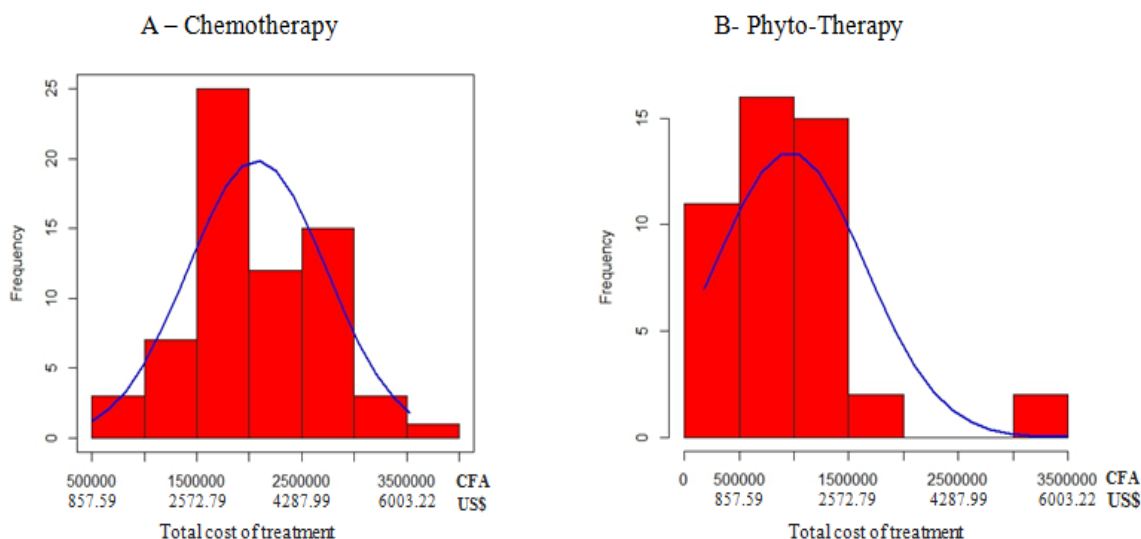 A – Chemotherapy
25
20
15
10
5
0
Frequency
500000 1500000 2500000 3500000 CFA
857.59 2572.79 4287.99 6003.22 US$
Total cost of treatment
B- Phyto-Therapy
15
10
5
0
Frequency
0 5000000 1500000 2500000 3500000 CFA
857.59 2572.79 4287.99 6003.22 US$
Total cost of treatment